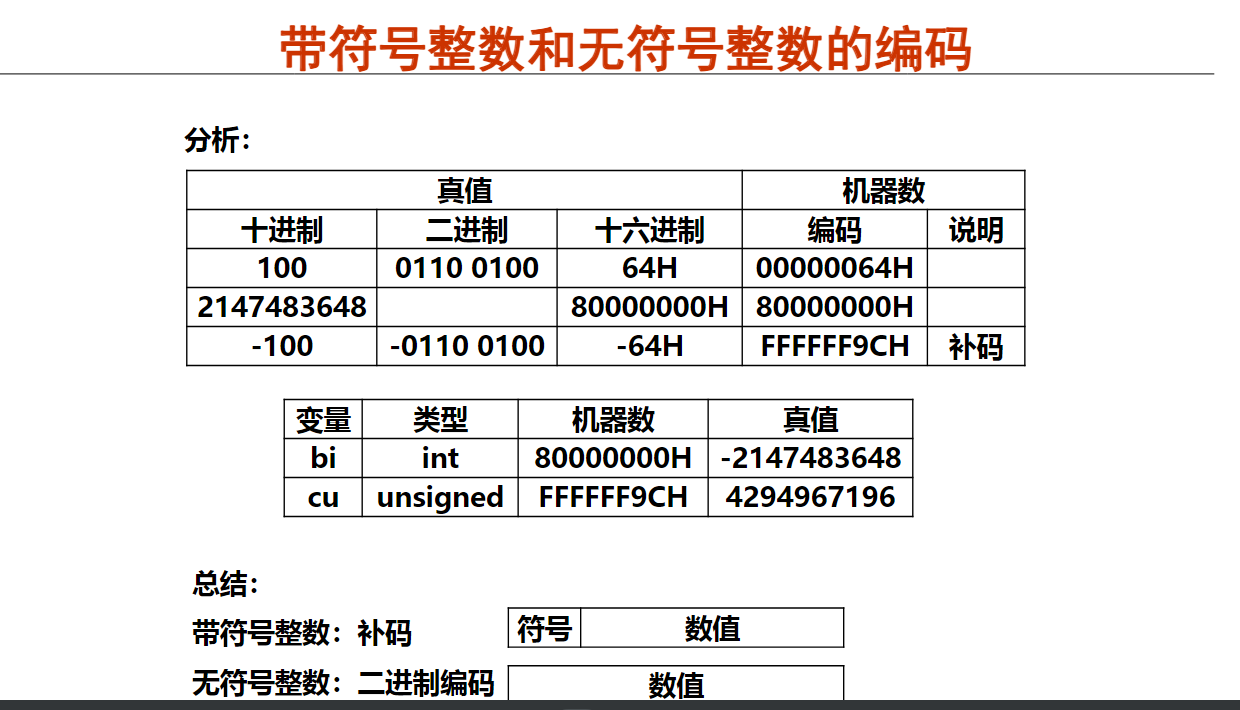 带符号整数和无符号整数的编码
分析：
真值 机器数
十进制 二进制 十六进制 编码 说明
100 0110 0100 64H 00000064H
2147483648 80000000H 80000000H
-100 -0110 0100 -64H FFFFFF9CH 补码
变量 类型 机器数 真值
bi int 80000000H -2147483648
cu unsigned FFFFFF9CH 4294967196
总结：
带符号整数：补码 符号 数值
无符号整数：二进制编码 数值